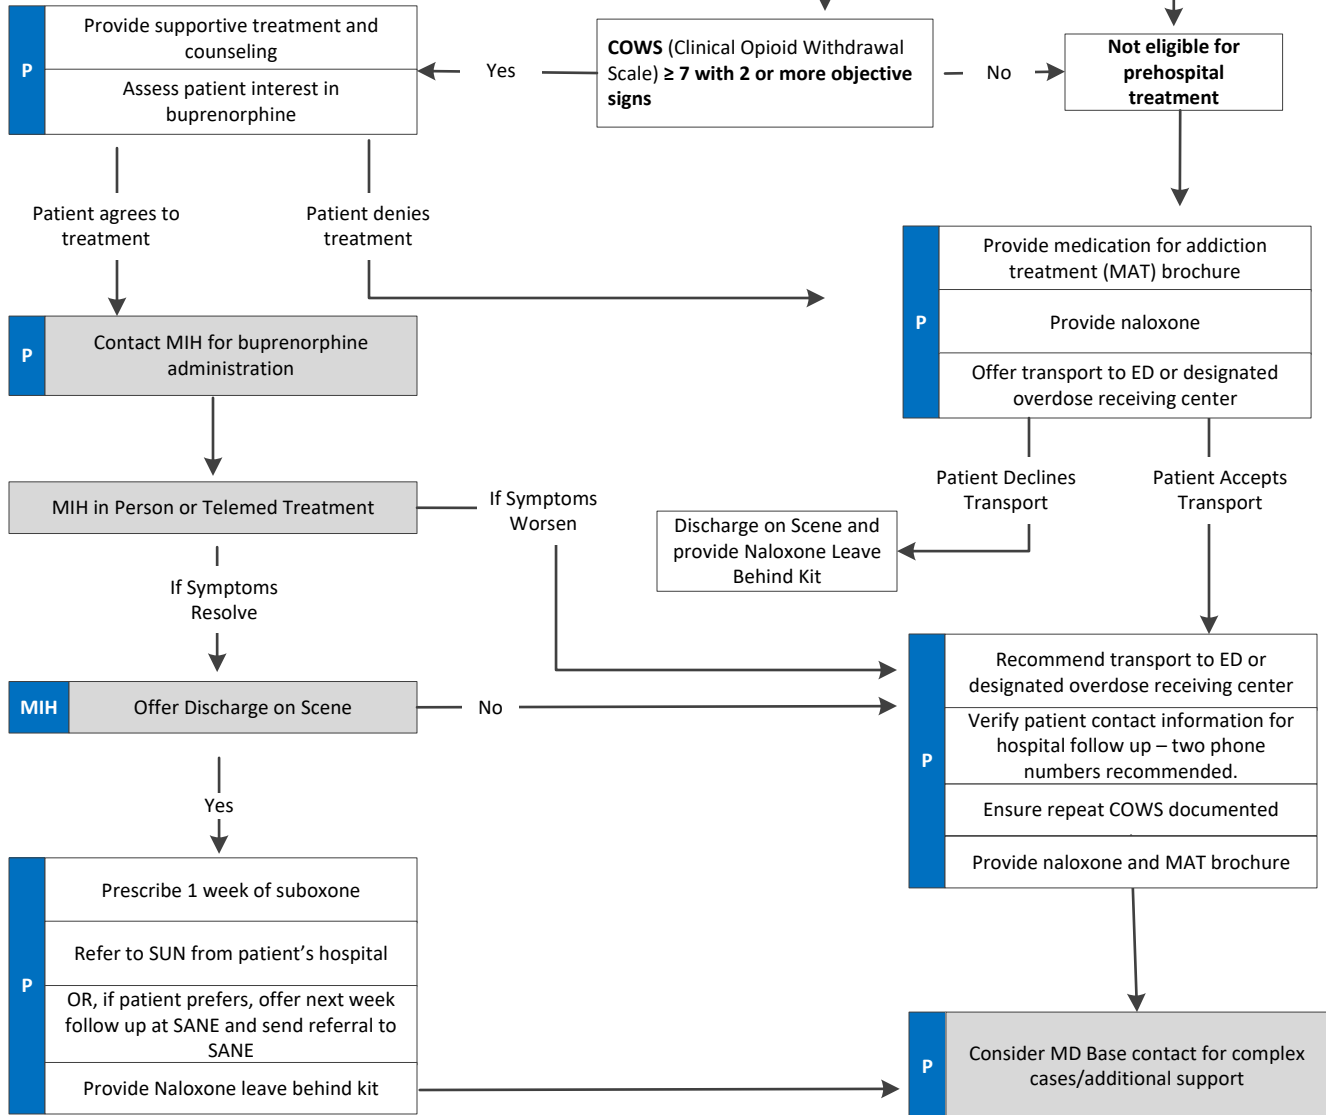 P
Provide supportive treatment and
counseling
Assess patient interest in
buprenorphine
Yes
COWS (Clinical Opioid Withdrawal
Scale) ≥ 7 with 2 or more objective
signs
No
Not eligible for
prehospital
treatment
Patient agrees to
treatment
Patient denies
treatment
P
Provide medication for addiction
treatment (MAT) brochure
Provide naloxone
Offer transport to ED or designated
overdose receiving center
P
Contact MIH for buprenorphine
administration
Patient Declines
Transport
Patient Accepts
Transport
MIH in Person or Telemed Treatment
If Symptoms
Worsen
Discharge on Scene and
provide Naloxone Leave
Behind Kit
If Symptoms
Resolve
MIH
Offer Discharge on Scene
No
P
Recommend transport to ED or
designated overdose receiving center
Verify patient contact information for
hospital follow up – two phone
numbers recommended.
Ensure repeat COWS documented
Provide naloxone and MAT brochure
Yes
P
Prescribe 1 week of suboxone
Refer to SUN from patient’s hospital
OR, if patient prefers, offer next week
follow up at SANE and send referral to
SANE
Provide Naloxone leave behind kit
P
Consider MD Base contact for complex
cases/additional support